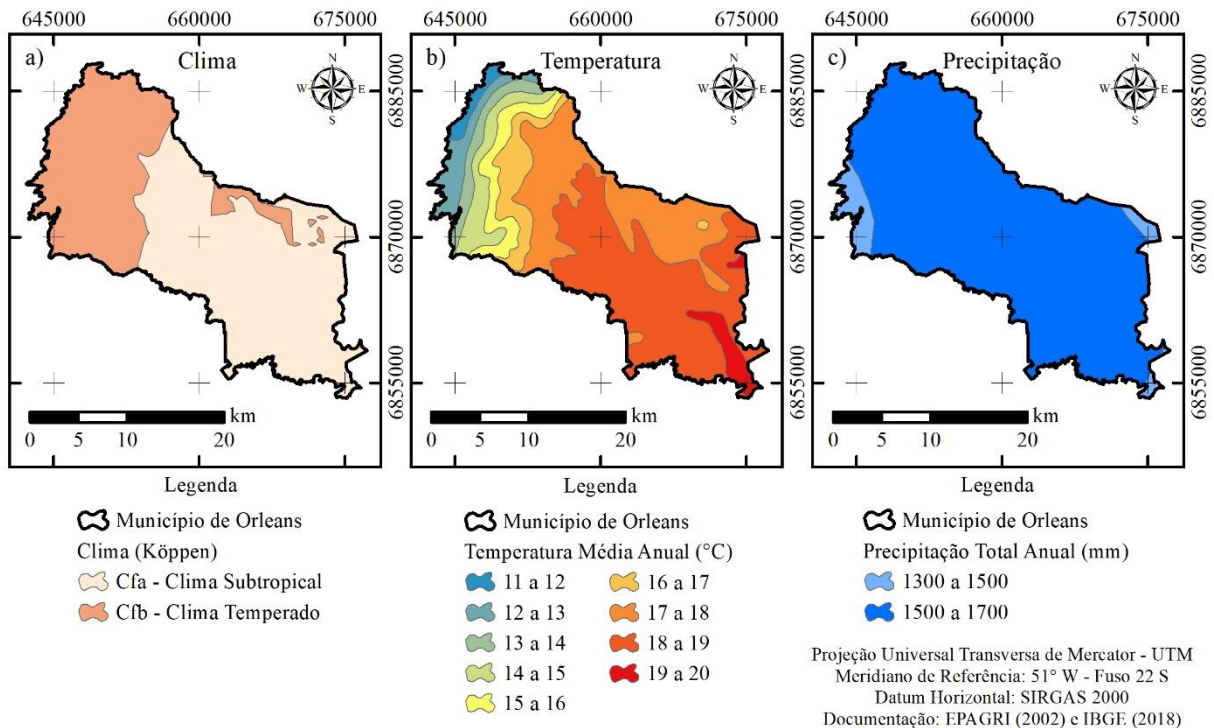 645000 660000 675000
645000 660000 675000
645000 660000 675000
a) Clima
N
W E
S
b) Temperatura
N
W E
S
c) Precipitação
N
W E
S
6885000
6870000
6855000
6885000
6870000
6855000
6885000
6870000
6855000
km
0 5 10 20
km
0 5 10 20
km
0 5 10 20
Legenda
Município de Orleans
Clima (Köppen)
Cfa - Clima Subtropical
Cfb - Clima Temperado
Legenda
Município de Orleans
Temperatura Média Anual (°C)
11 a 12
12 a 13
13 a 14
14 a 15
15 a 16
16 a 17
17 a 18
18 a 19
19 a 20
Legenda
Município de Orleans
Precipitação Total Anual (mm)
1300 a 1500
1500 a 1700
Projeção Universal Transversa de Mercator - UTM
Meridiano de Referência: 51° W - Fuso 22 S
Datum Horizontal: SIRGAS 2000
Documentação: EPAGRI (2002) e IBGE (2018)